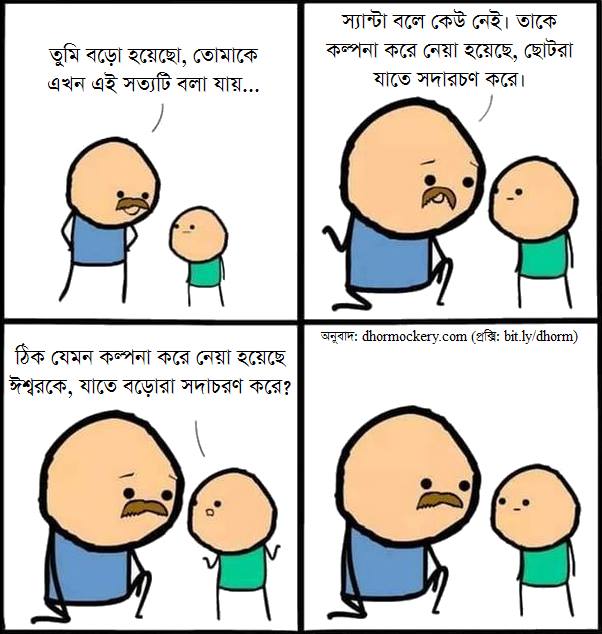 তুমি বড়ো হয়েছো, তোমাকে
এখন এই সত্যটি বলা যায়...
স্যান্টা বলে কেউ নেই। তাকে
কল্পনা করে নেয়া হয়েছে, ছোটরা
যাতে সদারচণ করে।
ঠিক যেমন কল্পনা করে নেয়া হয়েছে
ঈশ্বরকে, যাতে বড়োরা সদাচরণ করে?
অনুবাদ: dhormockery.com (প্রক্সি: bit.ly/dhorm)